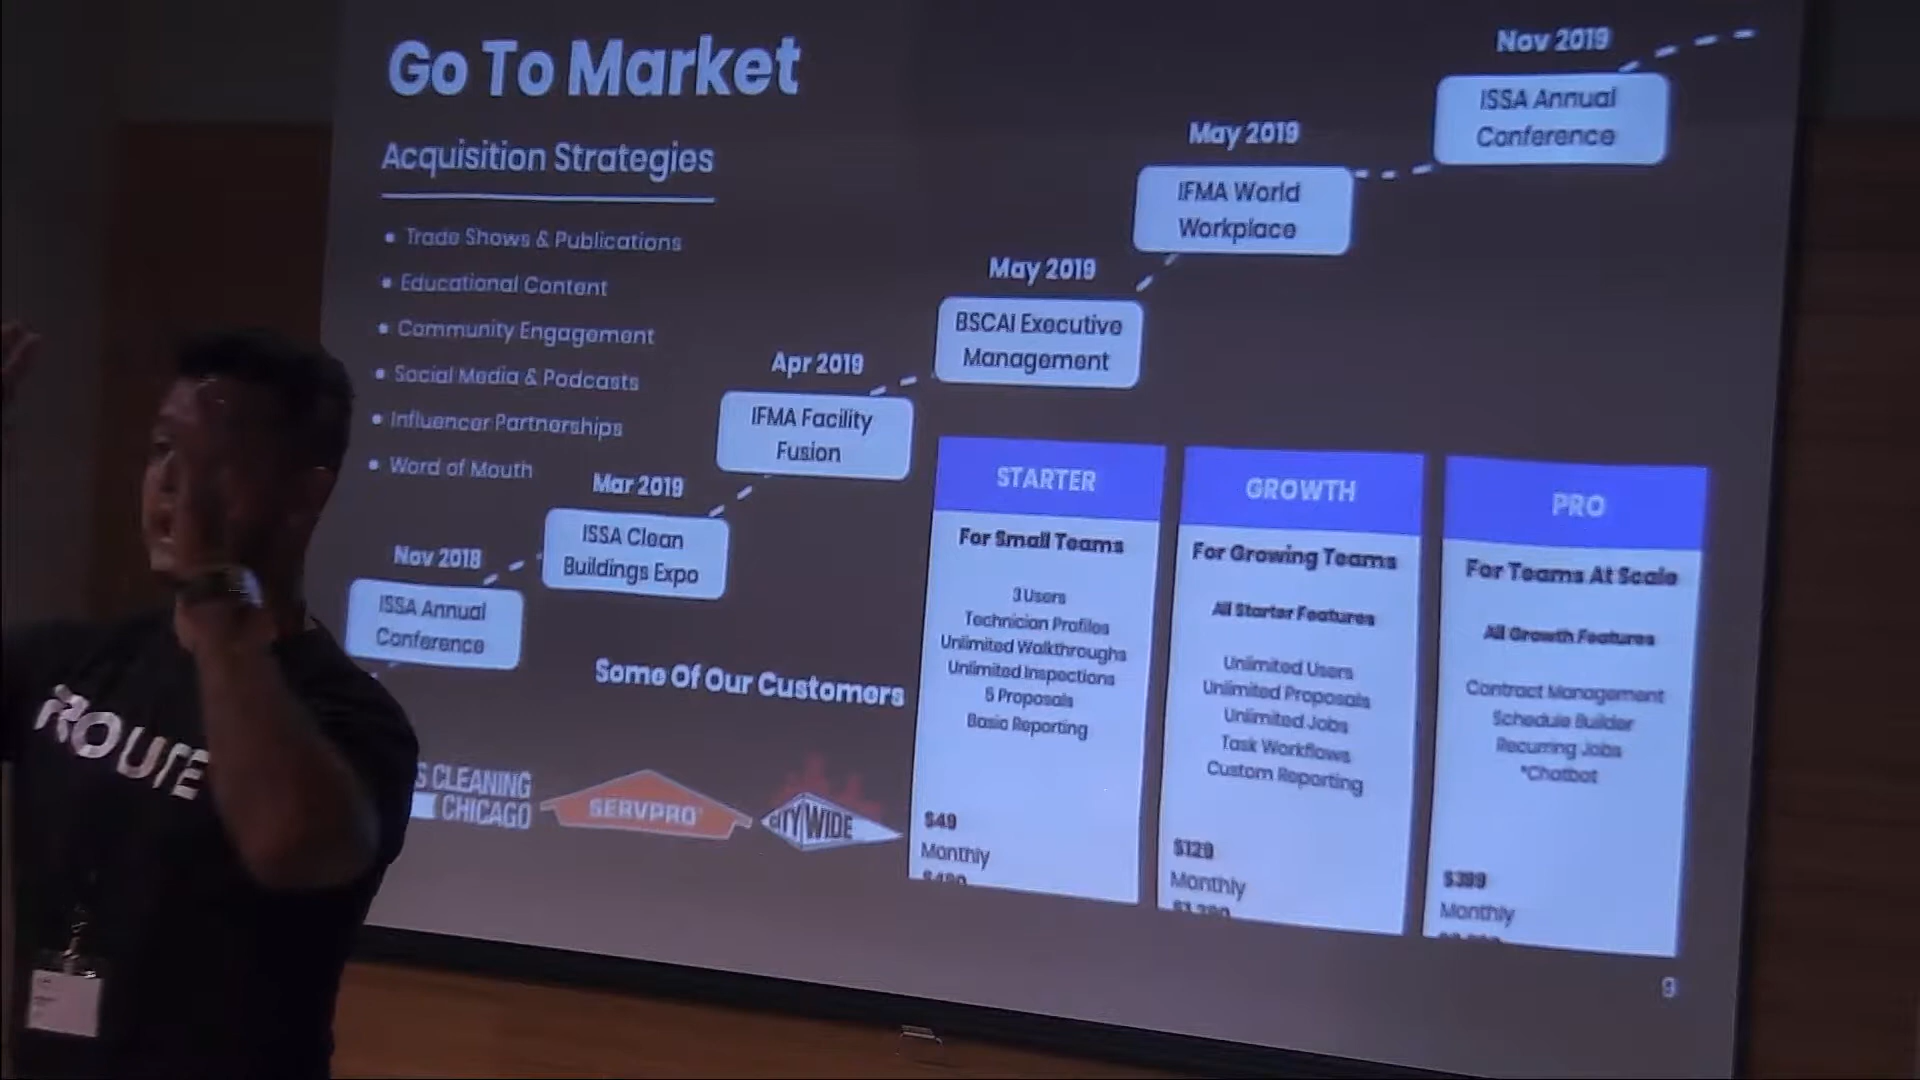 Go To Market
Acquisition Strategies
• Trade Shows & Publications
• Educational Content
• Community Engagement
• Social Media & Podcasts
• Influencer Partnerships
• Word of Mouth
Nov 2018
ISSA Annual
Conference
Mar 2019
ISSA Clean
Buildings Expo
Apr 2019
IFMA Facility
Fusion
May 2019
BSCAI Executive
Management
May 2019
IFMA World
Workplace
Nov 2019
ISSA Annual
Conference
Some Of Our Customers
S CLEANING
CHICAGO
SERVPRO
CITY WIDE
STARTER
For Small Teams
3 Users
Technician Profiles
Unlimited Walkthroughs
Unlimited Inspections
5 Proposals
Basic Reporting
$49
Monthly
GROWTH
For Growing Teams
All Starter Features
Unlimited Users
Unlimited Proposals
Unlimited Jobs
Task Workflows
Custom Reporting
$129
Monthly
PRO
For Teams At Scale
All Growth Features
Contract Management
Schedule Builder
Recurring Jobs
*Chatbot
$399
Monthly
9
ROUTE